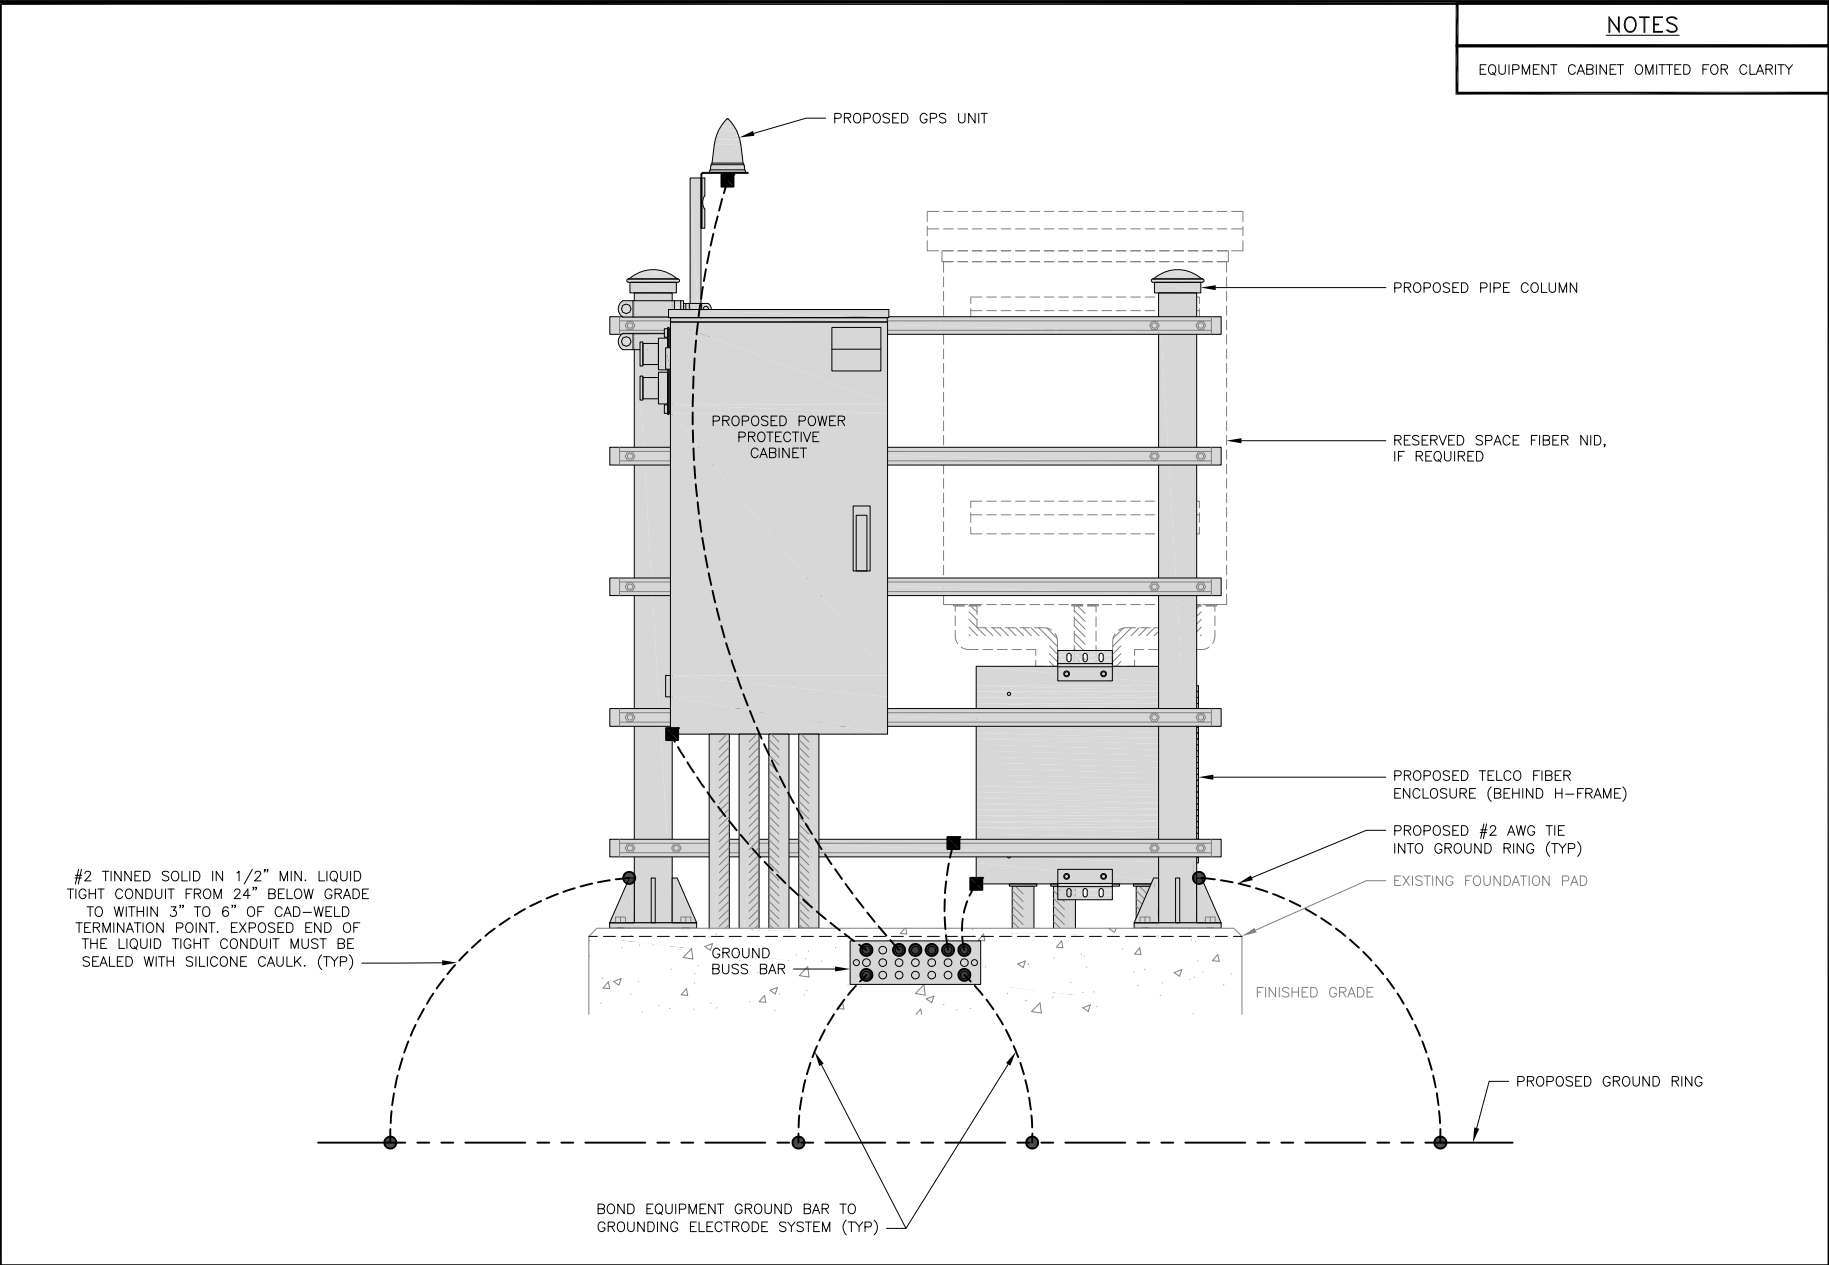 NOTES
EQUIPMENT CABINET OMITTED FOR CLARITY
PROPOSED GPS UNIT
PROPOSED PIPE COLUMN
PROPOSED POWER
PROTECTIVE
CABINET
RESERVED SPACE FIBER NID,
IF REQUIRED
PROPOSED TELCO FIBER
ENCLOSURE (BEHIND H-FRAME)
PROPOSED #2 AWG TIE
INTO GROUND RING (TYP)
EXISTING FOUNDATION PAD
#2 TINNED SOLID IN 1/2" MIN. LIQUID
TIGHT CONDUIT FROM 24" BELOW GRADE
TO WITHIN 3" TO 6" OF CAD-WELD
TERMINATION POINT. EXPOSED END OF
THE LIQUID TIGHT CONDUIT MUST BE
SEALED WITH SILICONE CAULK. (TYP)
GROUND
BUSS BAR
FINISHED GRADE
PROPOSED GROUND RING
BOND EQUIPMENT GROUND BAR TO
GROUNDING ELECTRODE SYSTEM (TYP)